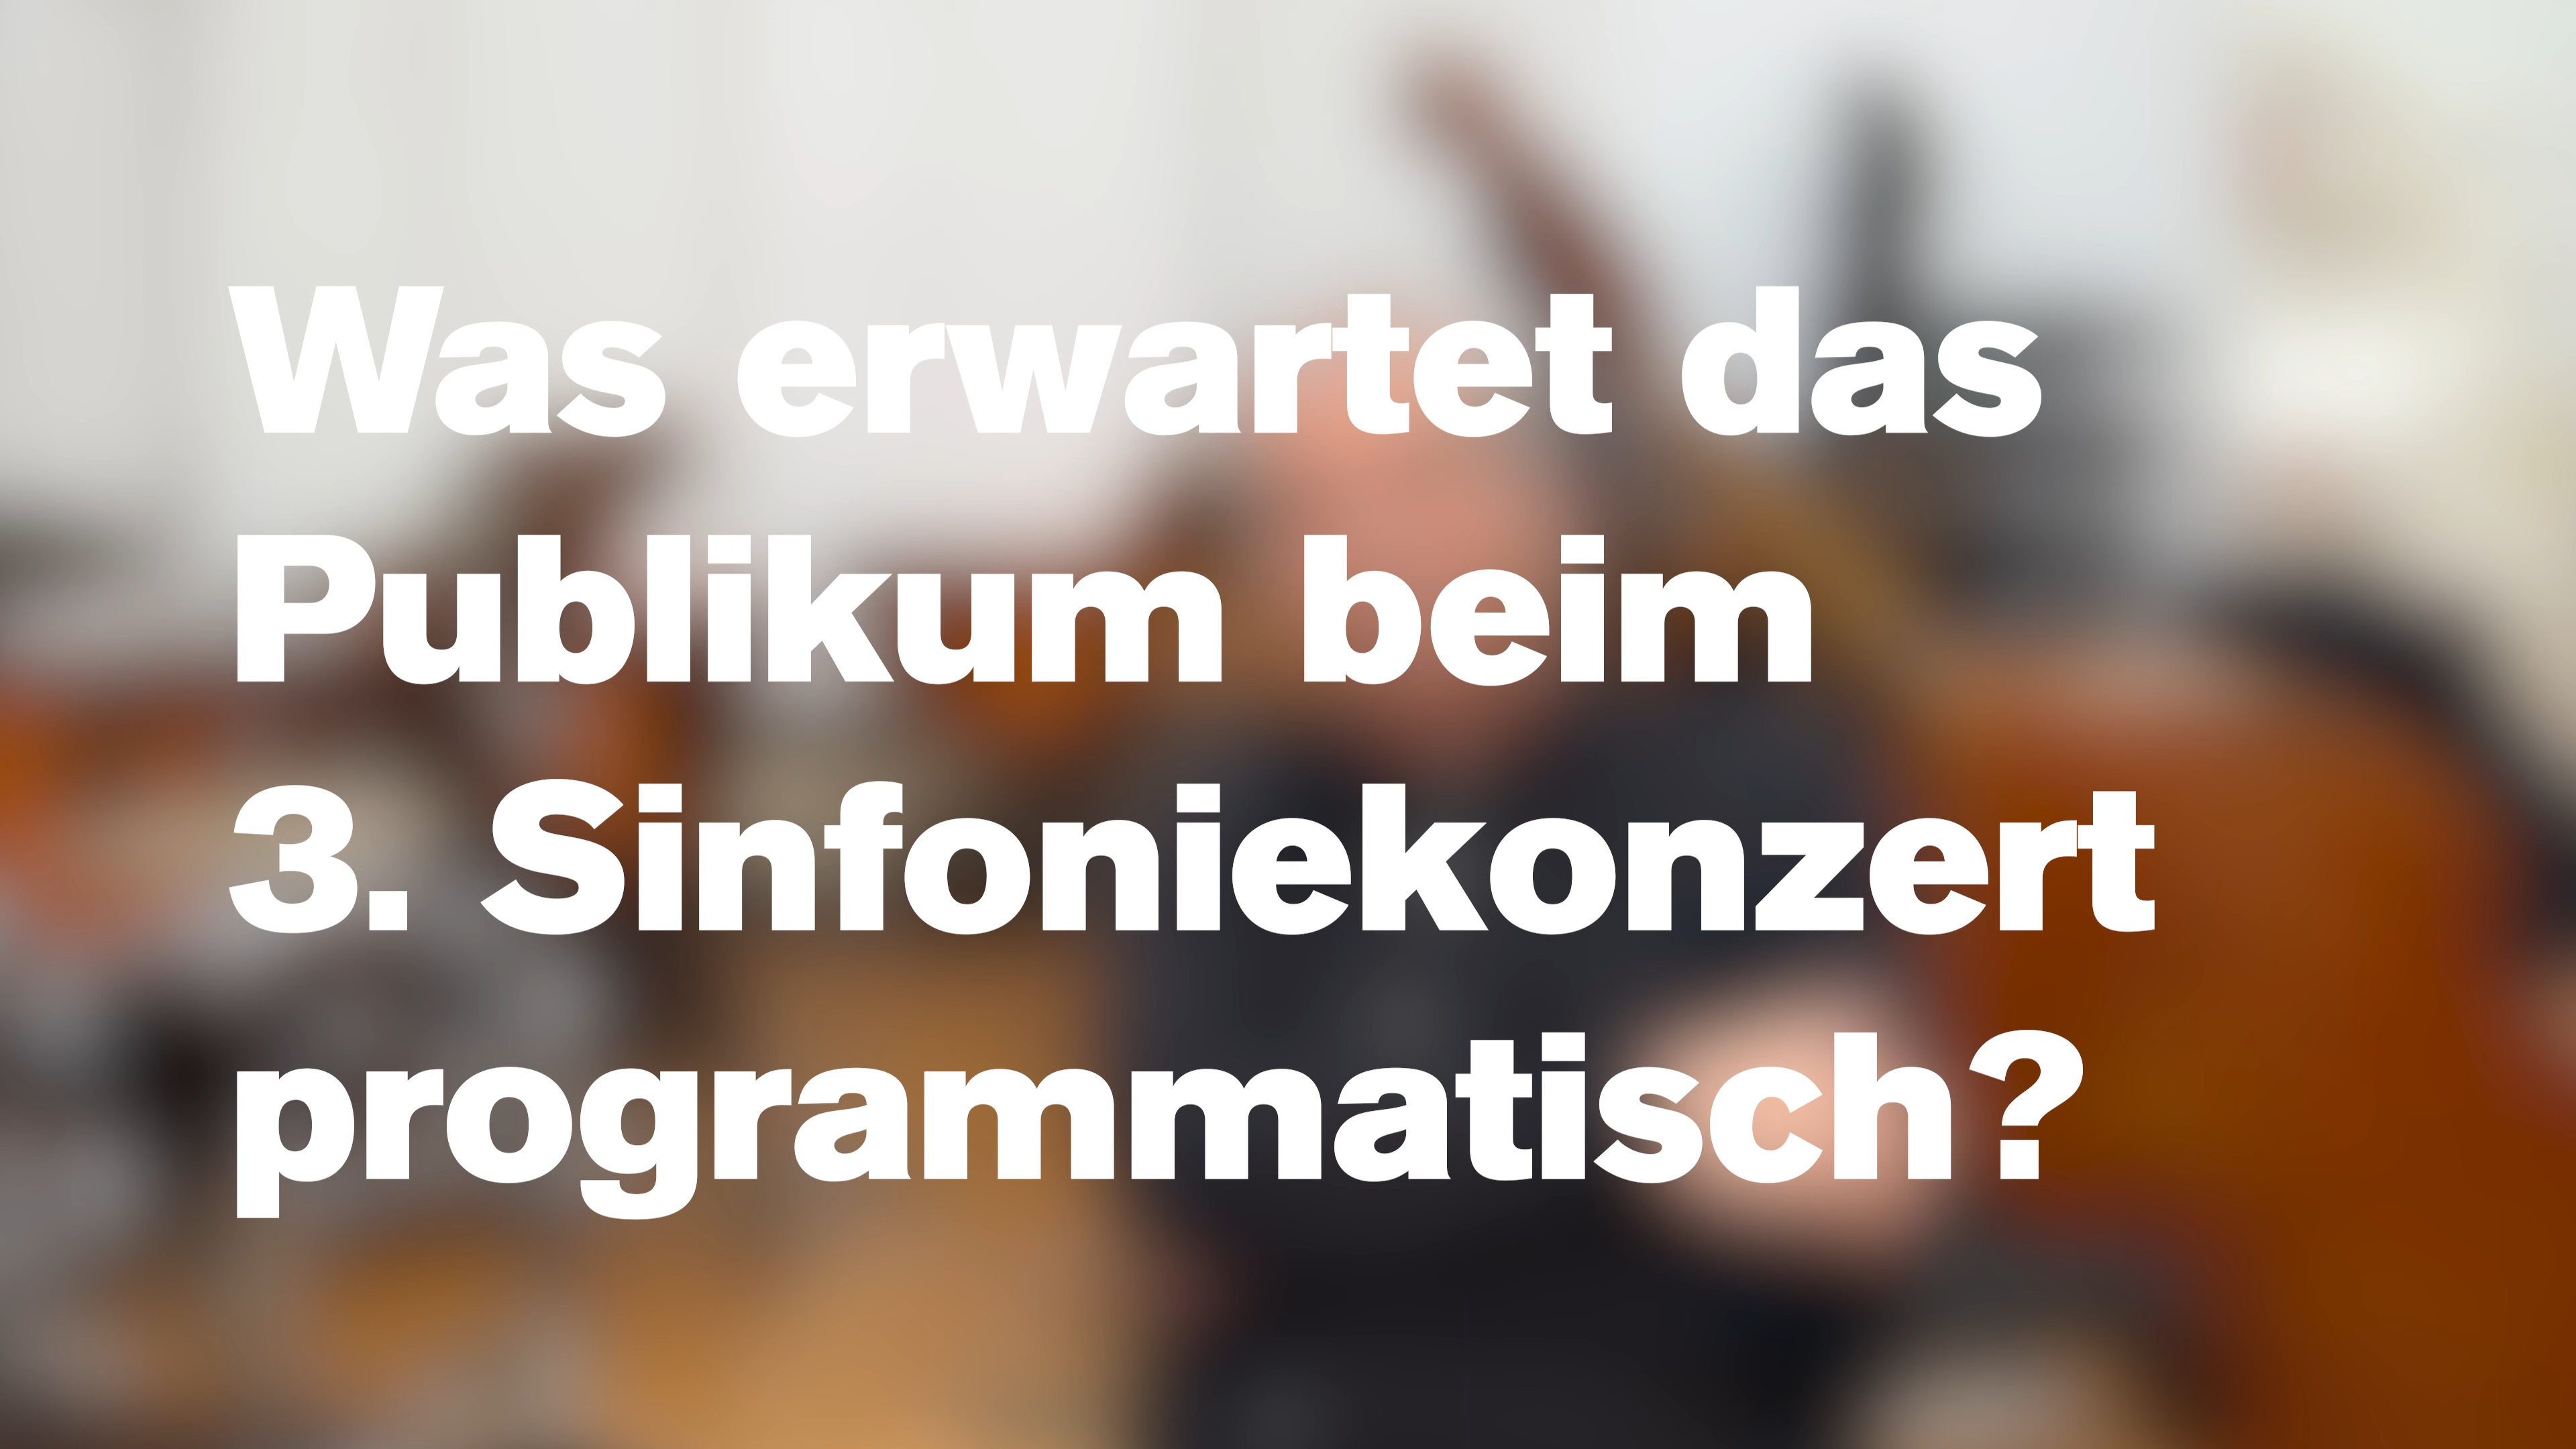 Was erwartet das
Publikum beim
3. Sinfoniekonzert
programmatisch?